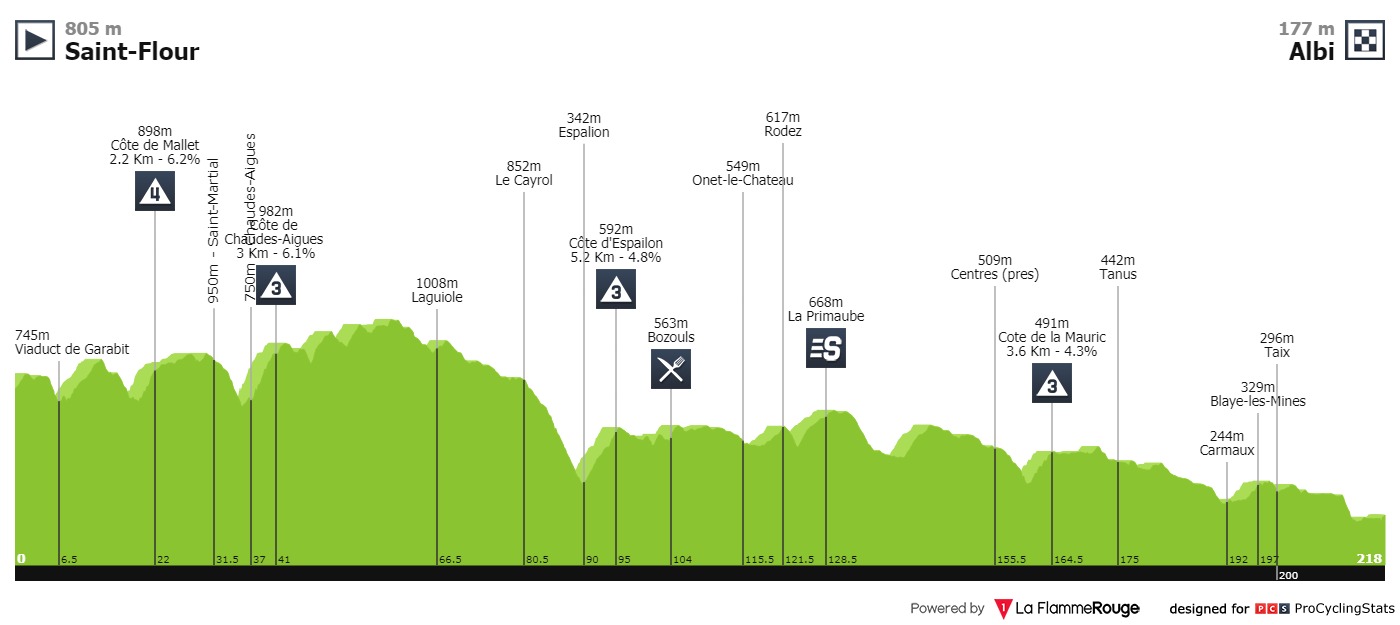 805 m
Saint-Flour
177 m
Albi
745m
Viaduct de Garabit
898m
Côte de Mallet
2.2 Km - 6.2%
4
950m - Saint-Martial
750m - Chaudes-Aigues
982m
Côte de
Chaudes-Aigues
3 Km - 6.1%
3
1008m
Laguiole
852m
Le Cayrol
342m
Espalion
592m
Côte d'Espailon
5.2 Km - 4.8%
3
563m
Bozouls
549m
Onet-le-Chateau
617m
Rodez
668m
La Primaube
S
509m
Centres (pres)
491m
Cote de la Mauric
3.6 Km - 4.3%
3
442m
Tanus
244m
Carmaux
329m
Blaye-les-Mines
296m
Taix
0 6.5 22 31.5 37 41 66.5 80.5 90 95 104 115.5 121.5 128.5 155.5 164.5 175 192 197 218
200
Powered by 1 La FlammeRouge designed for PCS ProCyclingStats